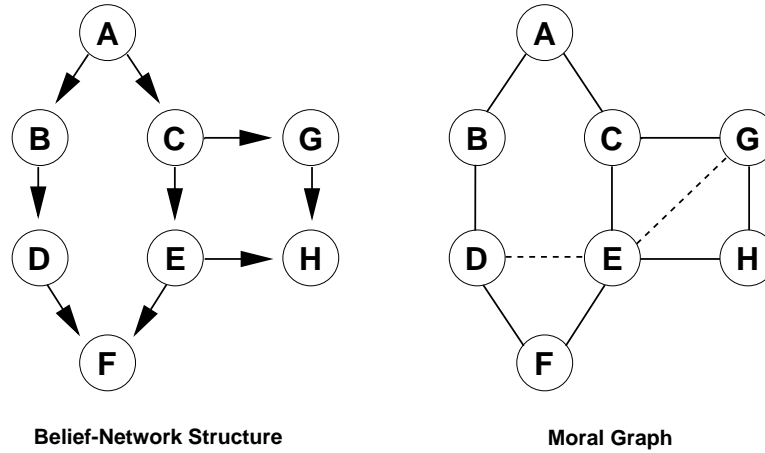 A A
B C G B C G
D E H D E H
F F
Belief-Network Structure Moral Graph